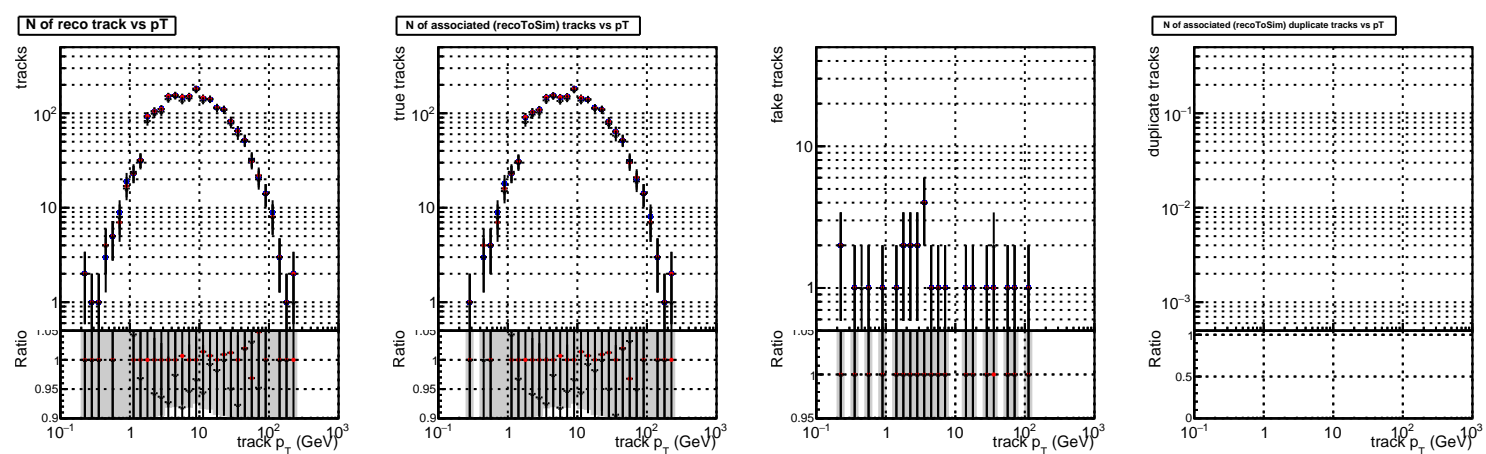 N of reco track vs pT
tracks
10²
10
1
Ratio
1.05
1
0.95
0.9
10⁻¹ 1 10 10² 10³
track p_T (GeV)
N of associated (recoToSim) tracks vs pT
true tracks
10²
10
1
Ratio
1.05
1
0.95
0.9
10⁻¹ 1 10 10² 10³
track p_T (GeV)
fake tracks
10
1
Ratio
1.05
1
0.95
10⁻¹ 1 10 10² 10³
track p_T (GeV)
N of associated (recoToSim) duplicate tracks vs pT
duplicate tracks
10⁻¹
10⁻²
10⁻³
Ratio
1
0.5
0
10⁻¹ 1 10 10² 10³
track p_T (GeV)